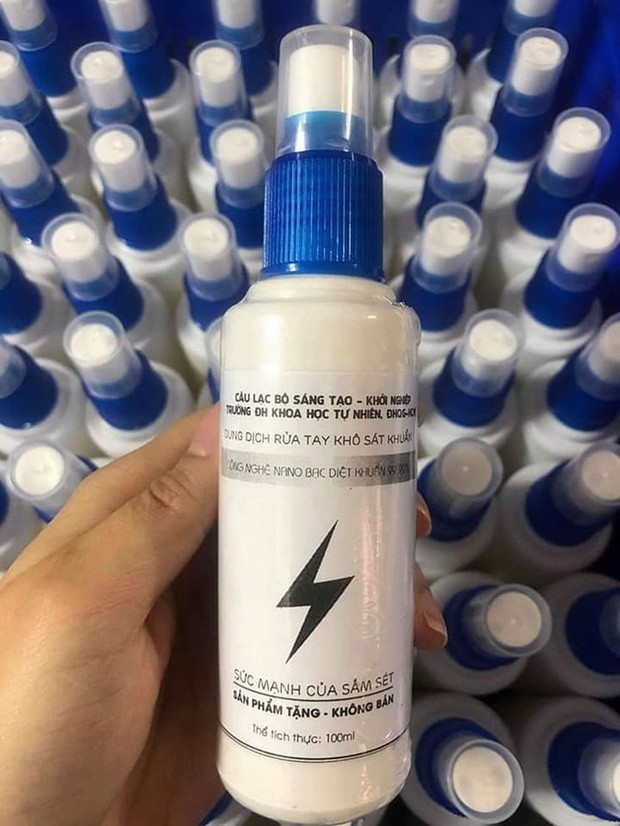 CÂU LẠC BỘ SÁNG TẠO - KHỞI NGHIỆP
TRƯỜNG ĐH KHOA HỌC TỰ NHIÊN, ĐHQG-HCM
DUNG DỊCH RỬA TAY KHÔ SÁT KHUẨN
CÔNG NGHỆ NANO BẠC DIỆT KHUẨN
SỨC MẠNH CỦA SẤM SÉT
SẢN PHẨM TẶNG - KHÔNG BÁN
Thể tích thực: 100ml